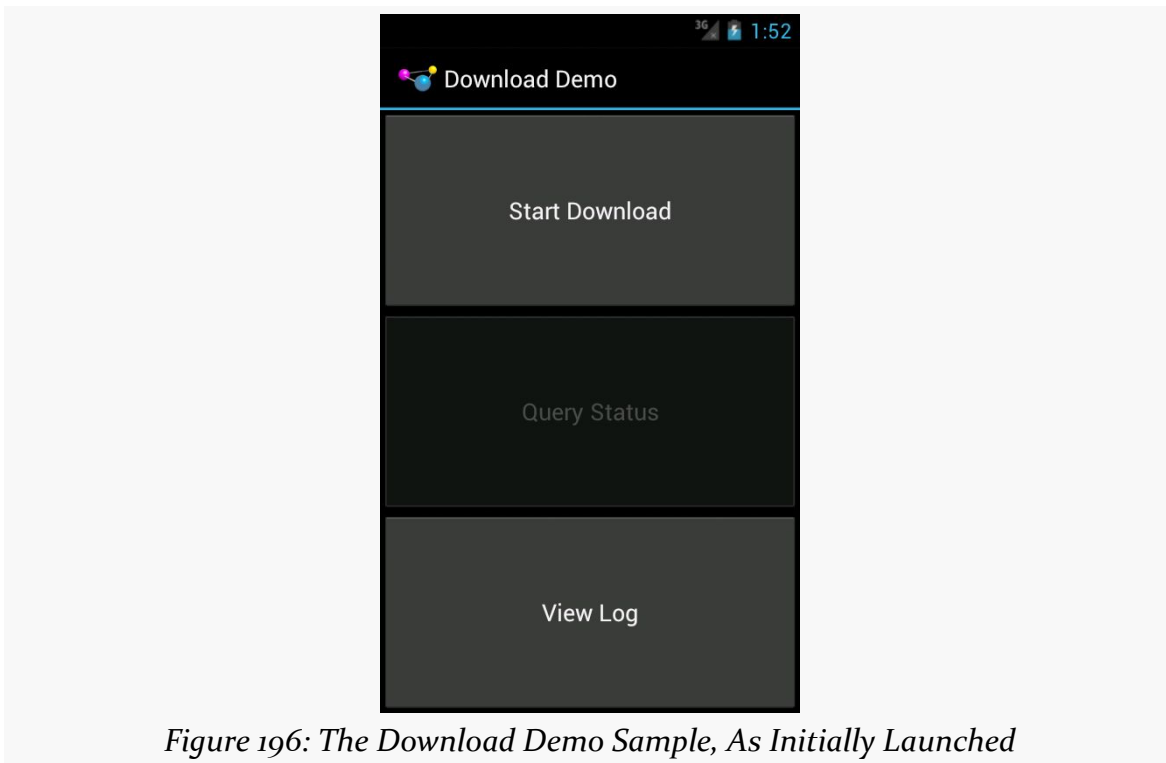 3G 1:52
Download Demo
Start Download
Query Status
View Log
Figure 196: The Download Demo Sample, As Initially Launched